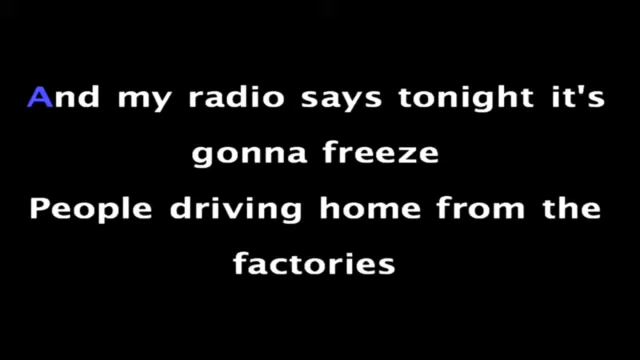 And my radio says tonight it's
gonna freeze
People driving home from the
factories